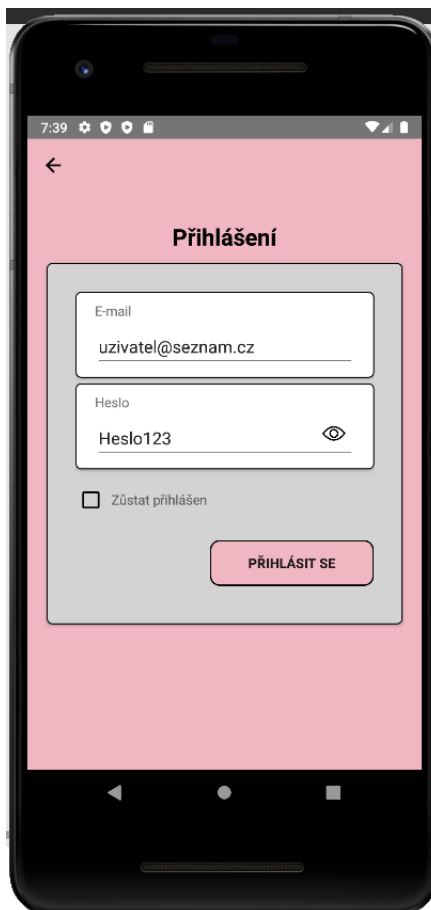 7:39
Přihlášení
E-mail
uzivatel@seznam.cz
Heslo
Heslo123
Zůstat přihlášen
PŘIHLÁSIT SE